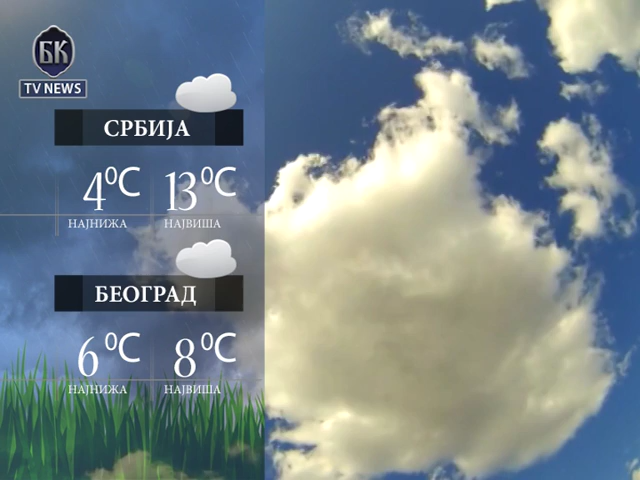 БК
TV NEWS
СРБИЈА
4°C 13°C
НАЈНИЖА НАЈВИША
БЕОГРАД
6°C 8°C
НАЈНИЖА НАЈВИША